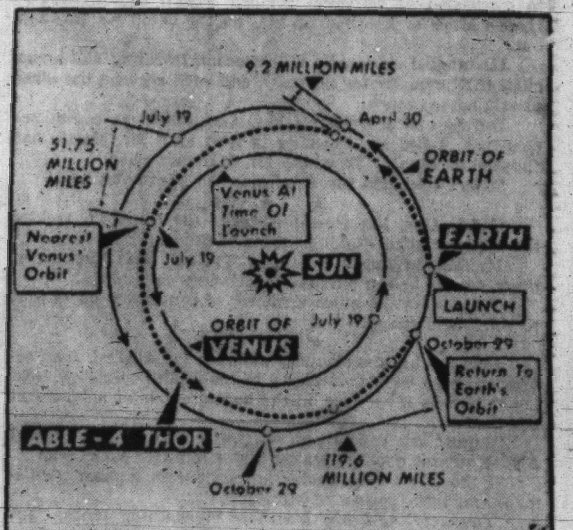 9.2 MILLION MILES
July 19
April 30
51.75
MILLION
MILES
ORBIT OF
EARTH
Venus At
Time Of
Launch
Nearest
Venus'
Orbit
July 19
SUN
EARTH
LAUNCH
ORBIT OF
VENUS
July 19
October 29
Return To
Earth's
Orbit
ABLE-4 THOR
119.6
MILLION MILES
October 29